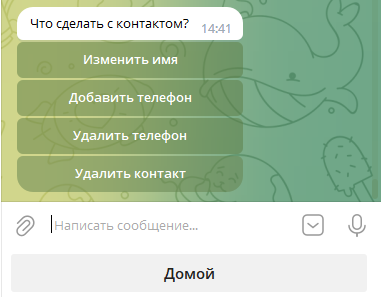 Что сделать с контактом?
14:41
Изменить имя
Добавить телефон
Удалить телефон
Удалить контакт
Написать сообщение...
Домой